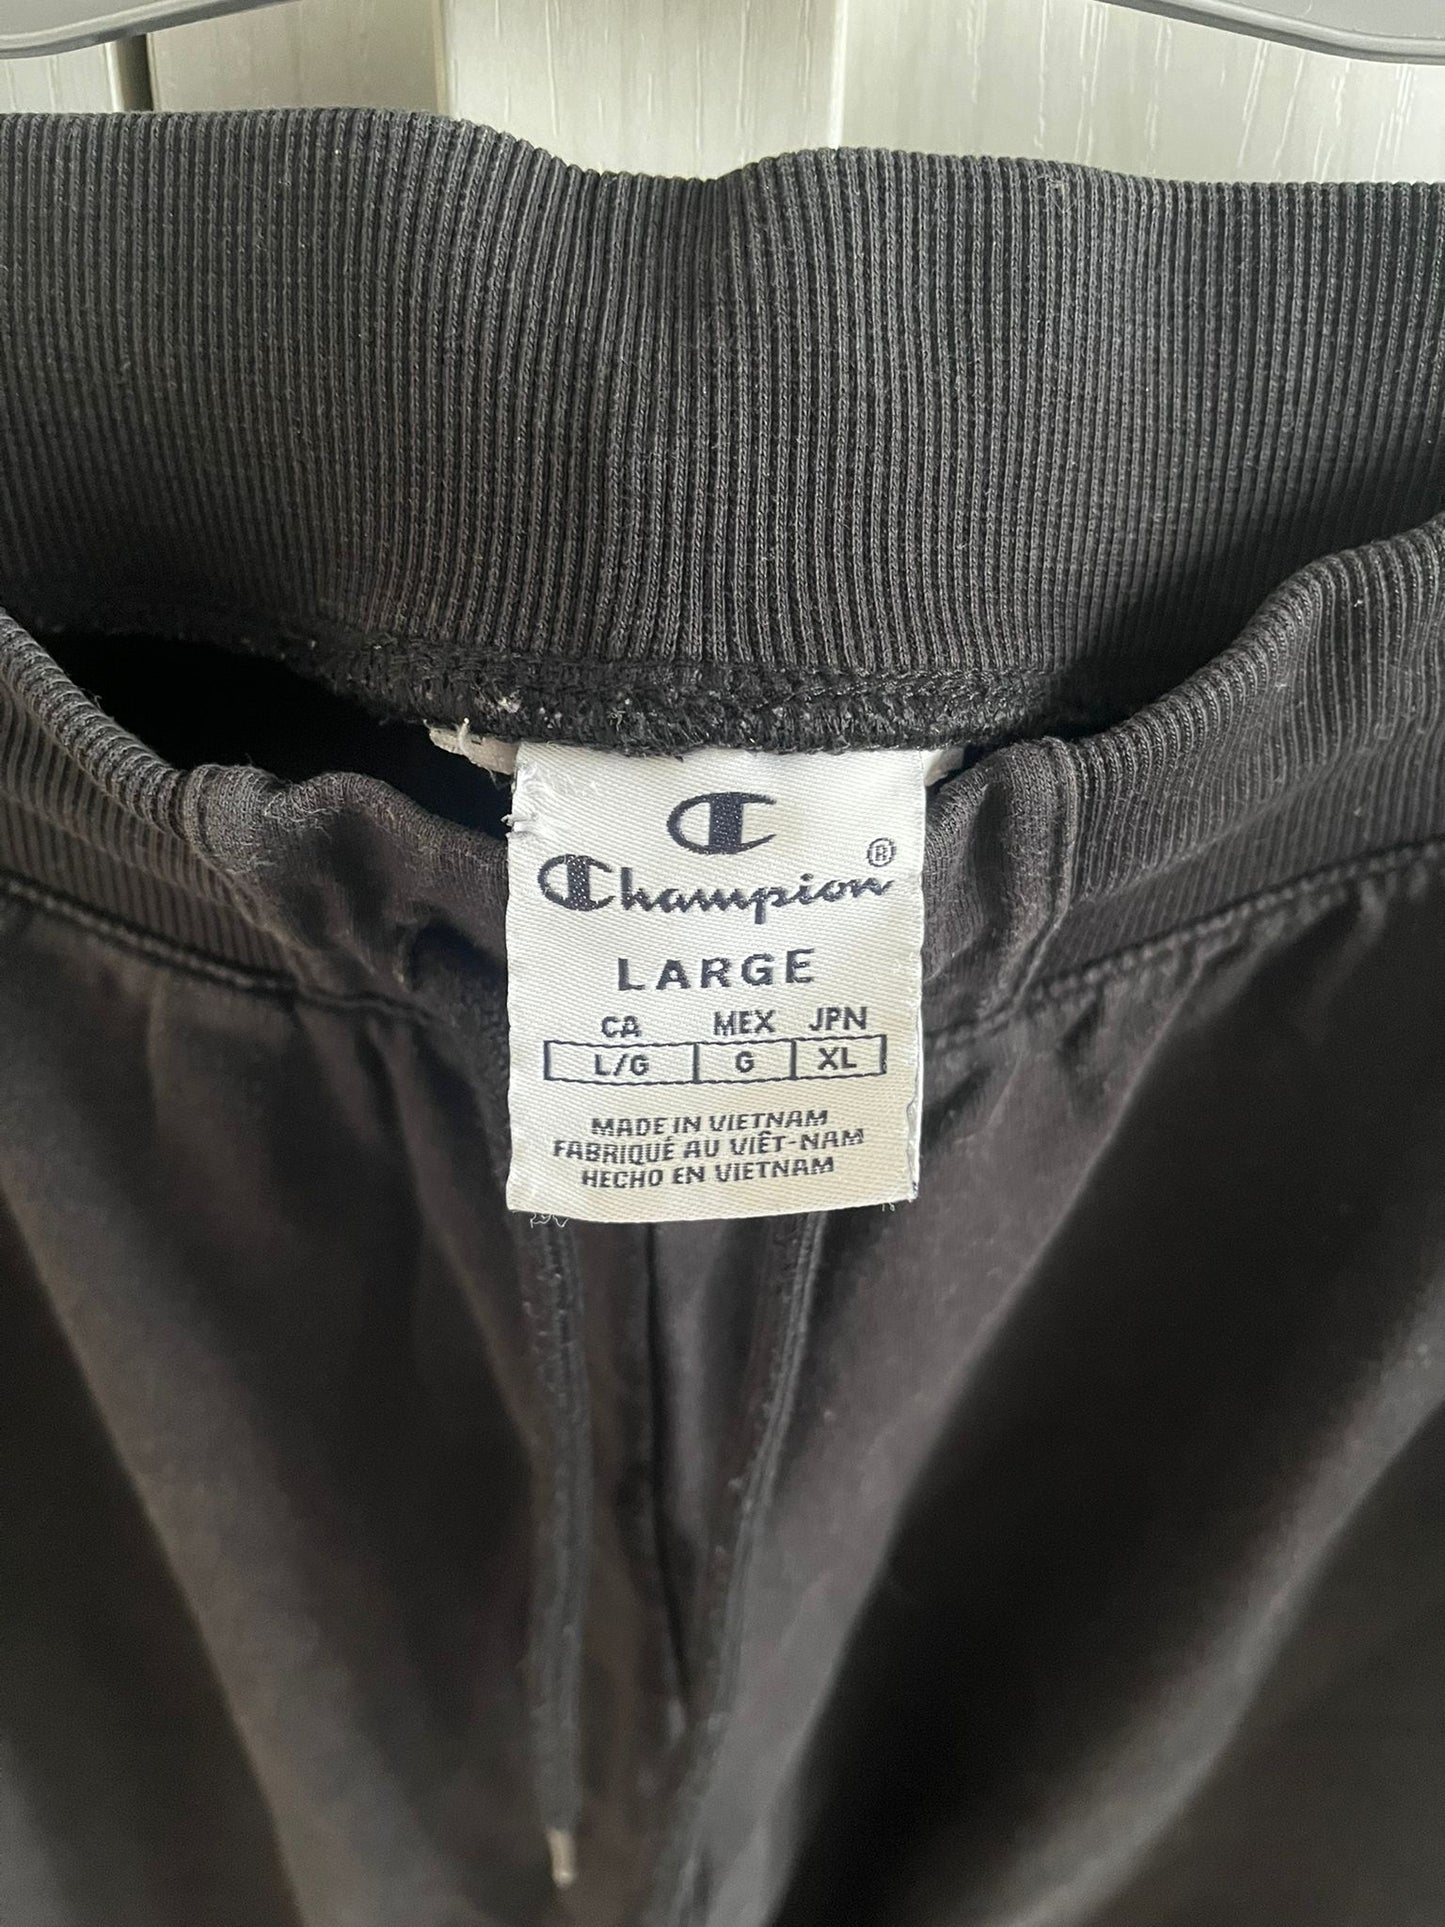 Champion®
LARGE
CA MEX JPN
L/G G XL
MADE IN VIETNAM
FABRIQUÉ AU VIÊT-NAM
HECHO EN VIETNAM